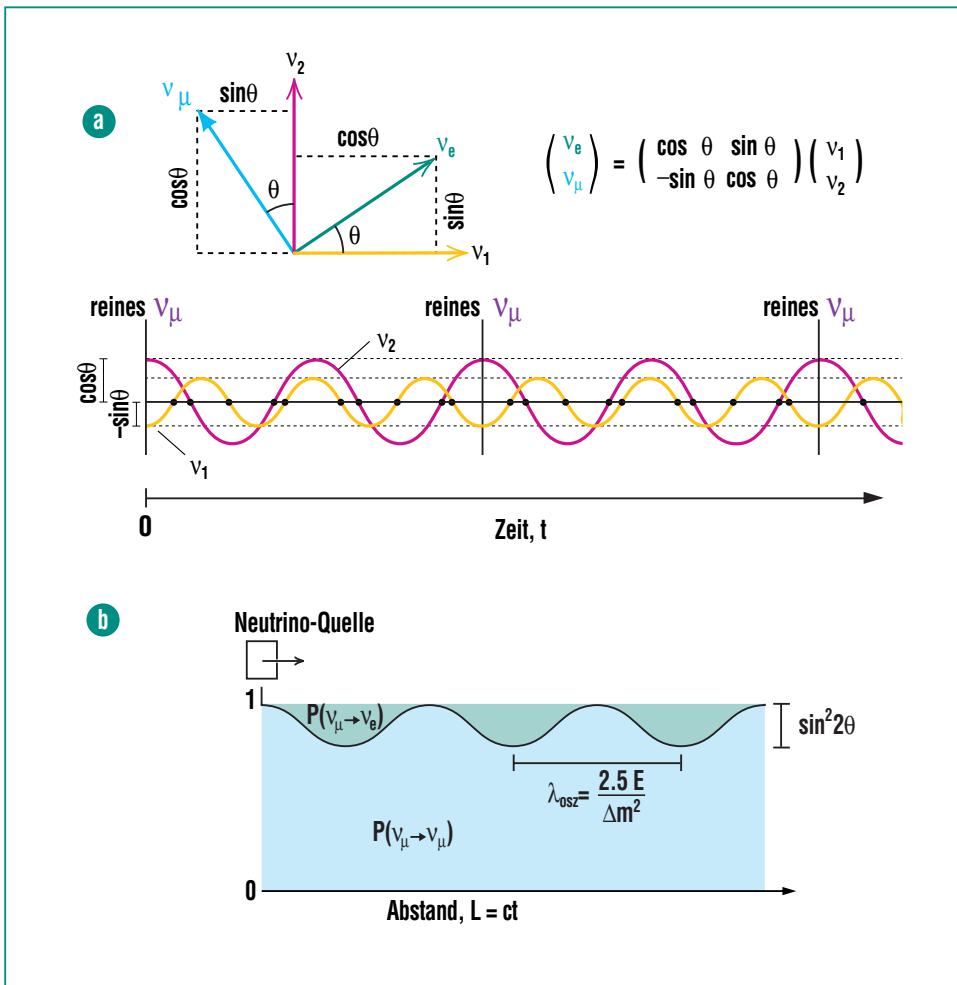 a
ν2
νμ
sinθ
cosθ
νe
cosθ
sinθ
θ
θ
ν1
(νe νμ) = (cos θ sin θ −sin θ cos θ)(ν1 ν2)
reines νμ
reines νμ
reines νμ
ν2
cosθ
−sinθ
ν1
0
Zeit, t
b
Neutrino-Quelle
1
P(νμ→νe)
sin²2θ
λosz= 2.5 E
Δm²
P(νμ→νμ)
0
Abstand, L = ct